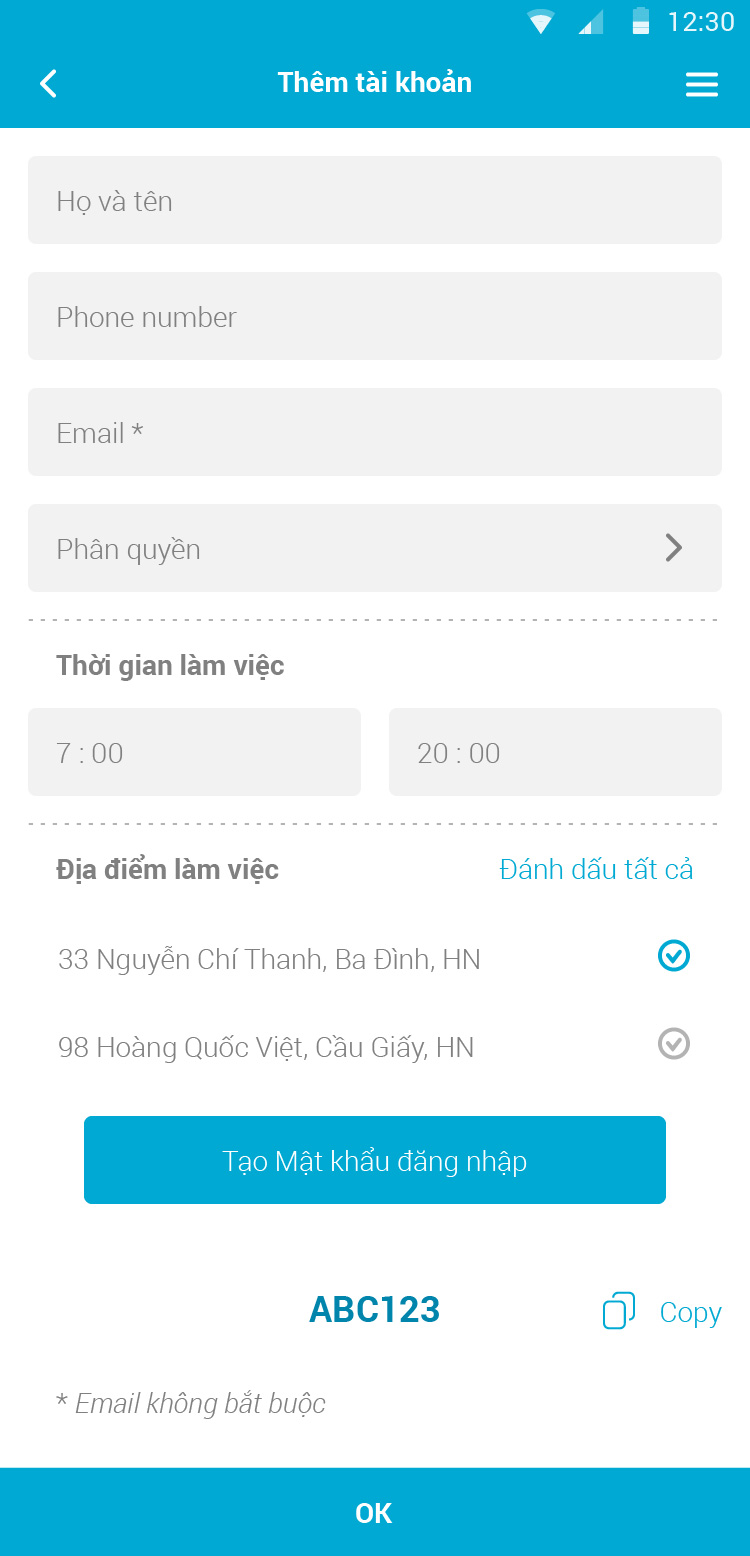 12:30
Thêm tài khoản
Họ và tên
Phone number
Email *
Phân quyền
Thời gian làm việc
7 : 00
20 : 00
Địa điểm làm việc
Đánh dấu tất cả
33 Nguyễn Chí Thanh, Ba Đình, HN
98 Hoàng Quốc Việt, Cầu Giấy, HN
Tạo Mật khẩu đăng nhập
ABC123
Copy
* Email không bắt buộc
OK